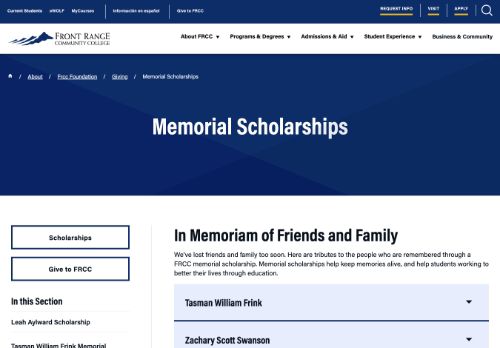 Current Students eWOLF MyCourses Información en español Give to FRCC REQUEST INFO VISIT APPLY
FRONT RANGE
COMMUNITY COLLEGE
About FRCC Programs & Degrees Admissions & Aid Student Experience Business & Community
/ About / Frcc Foundation / Giving / Memorial Scholarships
Memorial Scholarships
Scholarships
Give to FRCC
In this Section
Leah Aylward Scholarship
Tasman William Frink Memorial
In Memoriam of Friends and Family
We've lost friends and family too soon. Here are tributes to the people who are remembered through a
FRCC memorial scholarship. Memorial scholarships help keep memories alive, and help students working to
better their lives through education.
Tasman William Frink
Zachary Scott Swanson